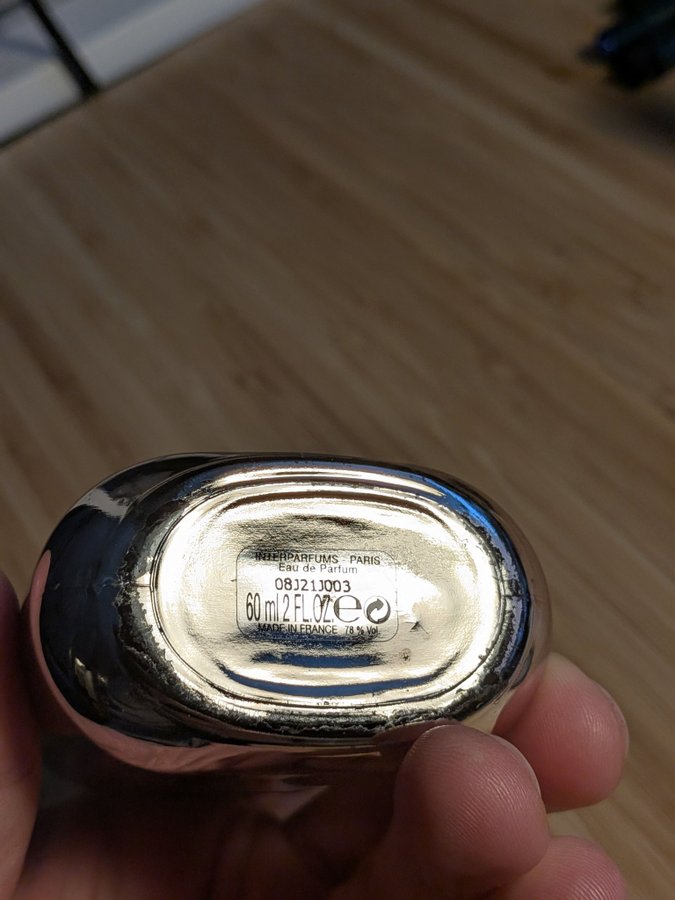 INTERPARFUMS - PARIS
Eau de Parfum
08J21J003
60 ml 2 FL.OZ. e
MADE IN FRANCE 78 % Vol